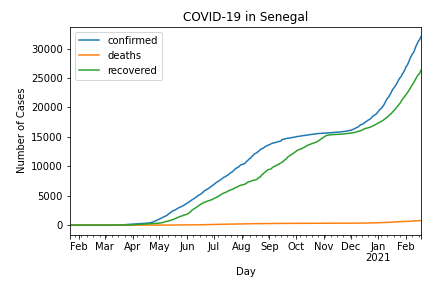 COVID-19 in Senegal
confirmed
deaths
recovered
Number of Cases
30000
25000
20000
15000
10000
5000
0
Feb Mar Apr May Jun Jul Aug Sep Oct Nov Dec Jan Feb
2021
Day